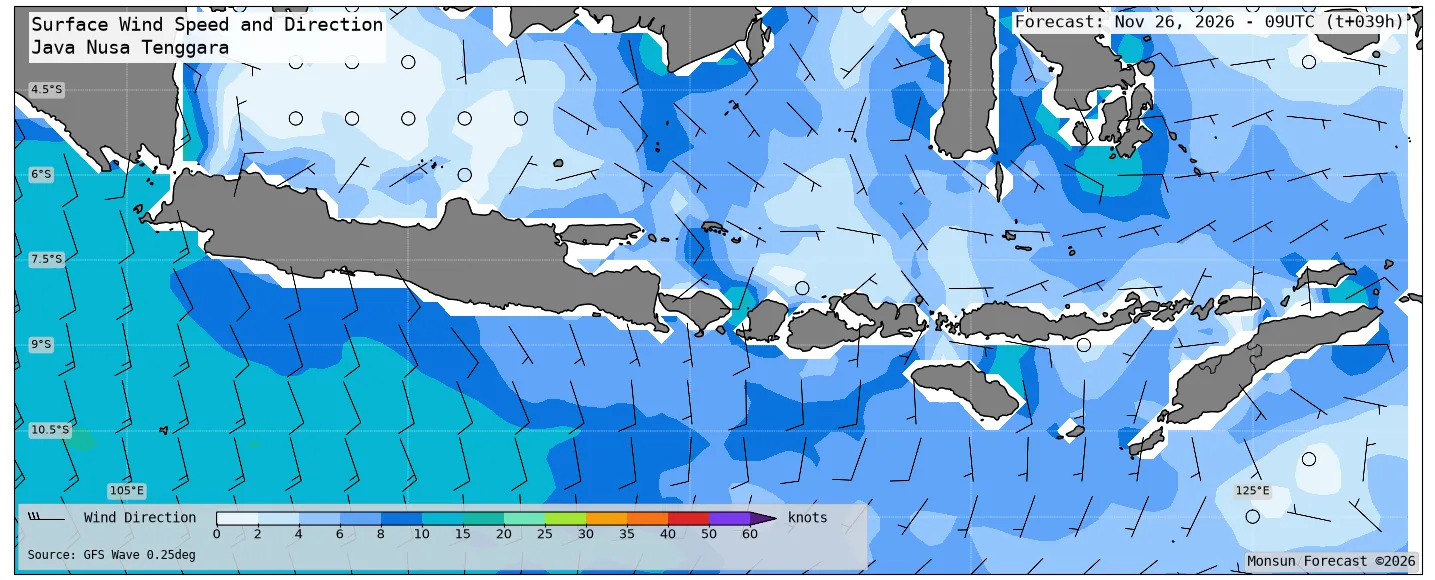 Surface Wind Speed and Direction
Java Nusa Tenggara
Forecast: Nov 26, 2026 - 09UTC (t+039h)
4.5°S
6°S
7.5°S
9°S
10.5°S
105°E
125°E
Wind Direction
knots
0 2 4 6 8 10 15 20 25 30 35 40 50 60
Source: GFS Wave 0.25deg
Monsun Forecast ©2026